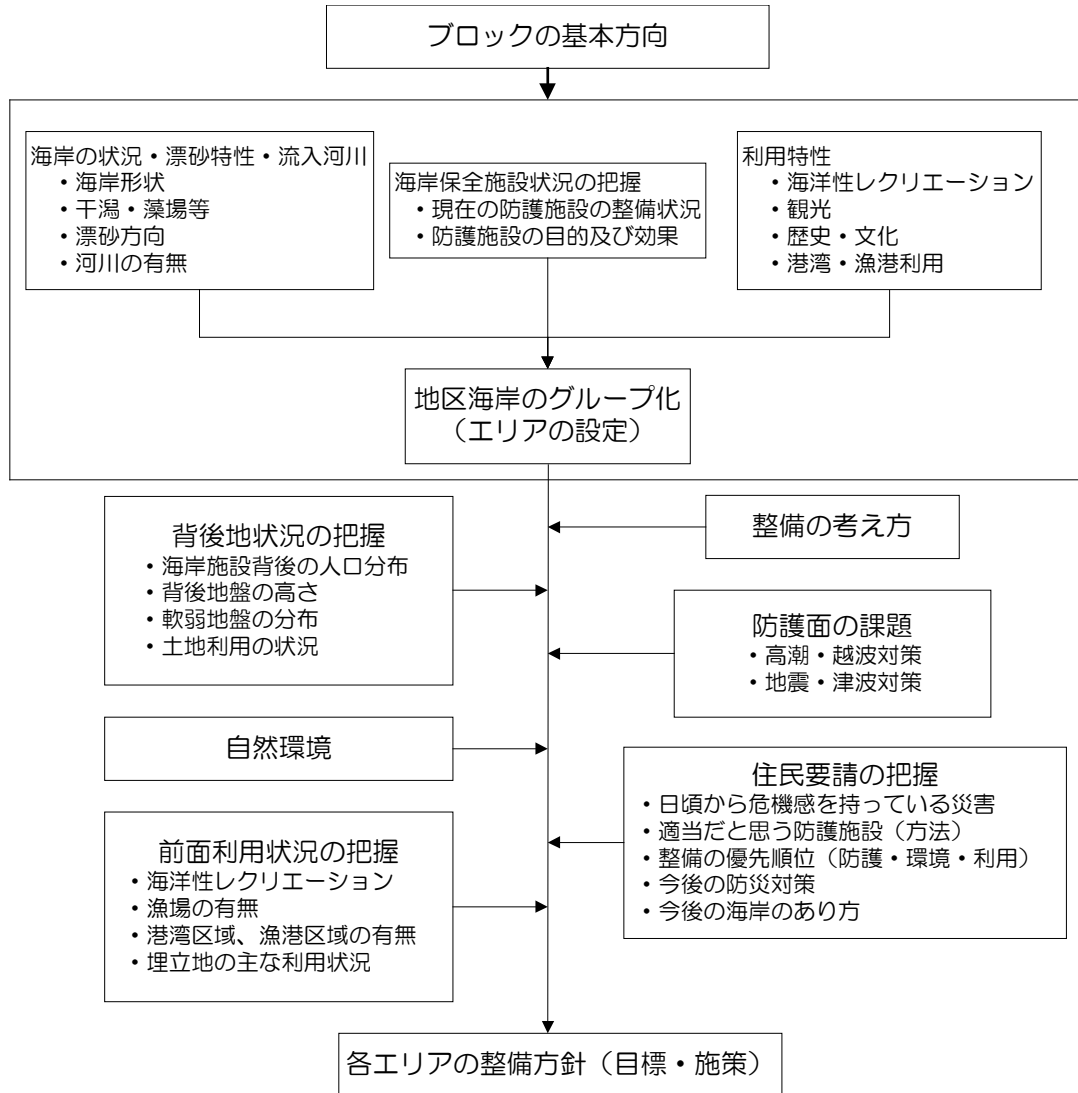 ブロックの基本方向
海岸の状況・漂砂特性・流入河川
・海岸形状
・干潟・藻場等
・漂砂方向
・河川の有無
海岸保全施設状況の把握
・現在の防護施設の整備状況
・防護施設の目的及び効果
利用特性
・海洋性レクリエーション
・観光
・歴史・文化
・港湾・漁港利用
地区海岸のグループ化
（エリアの設定）
背後地状況の把握
・海岸施設背後の人口分布
・背後地盤の高さ
・軟弱地盤の分布
・土地利用の状況
整備の考え方
防護面の課題
・高潮・越波対策
・地震・津波対策
自然環境
住民要請の把握
・日頃から危機感を持っている災害
・適当だと思う防護施設（方法）
・整備の優先順位（防護・環境・利用）
・今後の防災対策
・今後の海岸のあり方
前面利用状況の把握
・海洋性レクリエーション
・漁場の有無
・港湾区域、漁港区域の有無
・埋立地の主な利用状況
各エリアの整備方針（目標・施策）